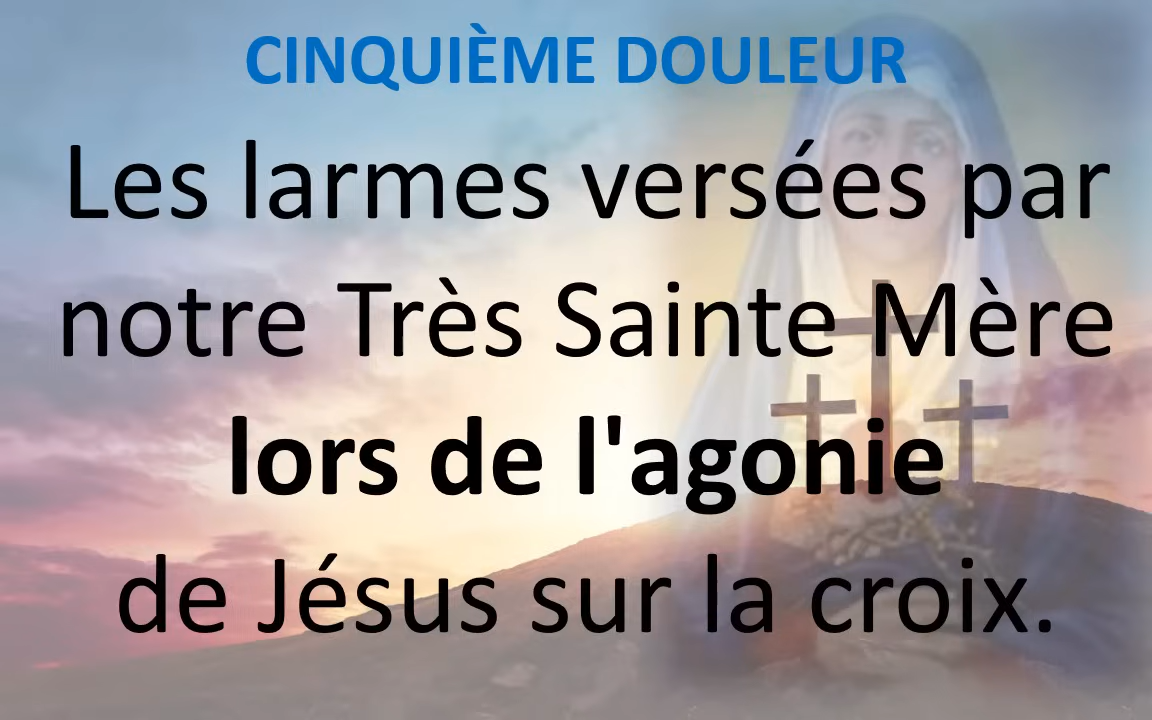 CINQUIÈME DOULEUR
Les larmes versées par
notre Très Sainte Mère
lors de l'agonie
de Jésus sur la croix.